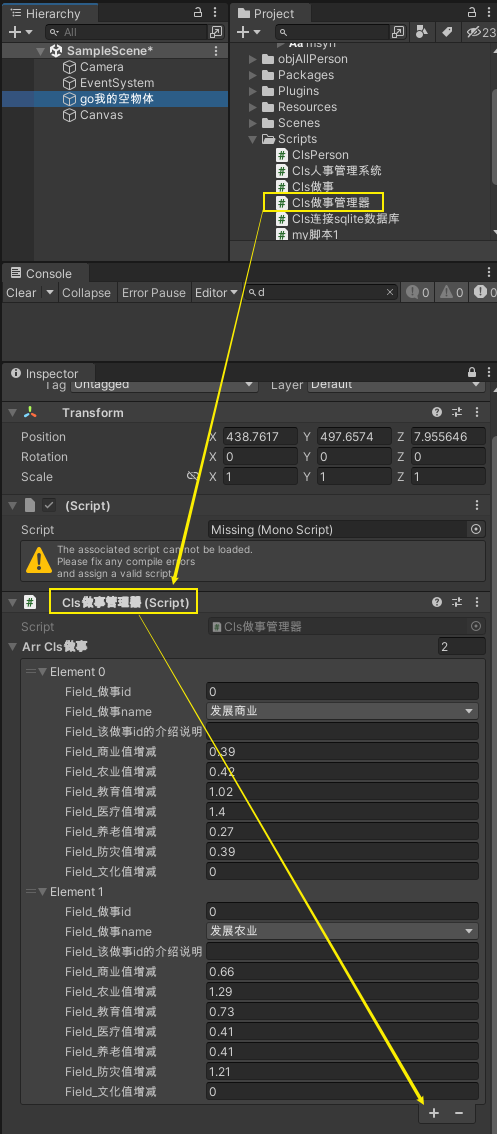 Hierarchy
All
SampleScene*
Camera
EventSystem
go我的空物体
Canvas
Project
23
msyh
objAllPerson
Packages
Plugins
Resources
Scenes
Scripts
ClsPerson
Cls人事管理系统
Cls做事
Cls做事管理器
Cls连接sqlite数据库
my脚本1
Console
Clear
Collapse
Error Pause
Editor
d
0
0
0
Inspector
Tag Untagged
Layer Default
Transform
Position X 438.7617 Y 497.6574 Z 7.955646
Rotation X 0 Y 0 Z 0
Scale X 1 Y 1 Z 1
(Script)
Script Missing (Mono Script)
The associated script cannot be loaded.
Please fix any compile errors
and assign a valid script.
Cls做事管理器 (Script)
Script Cls做事管理器
Arr Cls做事 2
Element 0
Field_做事id 0
Field_做事name 发展商业
Field_该做事id的介绍说明
Field_商业值增减 0.39
Field_农业值增减 0.42
Field_教育值增减 1.02
Field_医疗值增减 1.4
Field_养老值增减 0.27
Field_防灾值增减 0.39
Field_文化值增减 0
Element 1
Field_做事id 0
Field_做事name 发展农业
Field_该做事id的介绍说明
Field_商业值增减 0.66
Field_农业值增减 1.29
Field_教育值增减 0.73
Field_医疗值增减 0.41
Field_养老值增减 0.41
Field_防灾值增减 1.21
Field_文化值增减 0
+ −